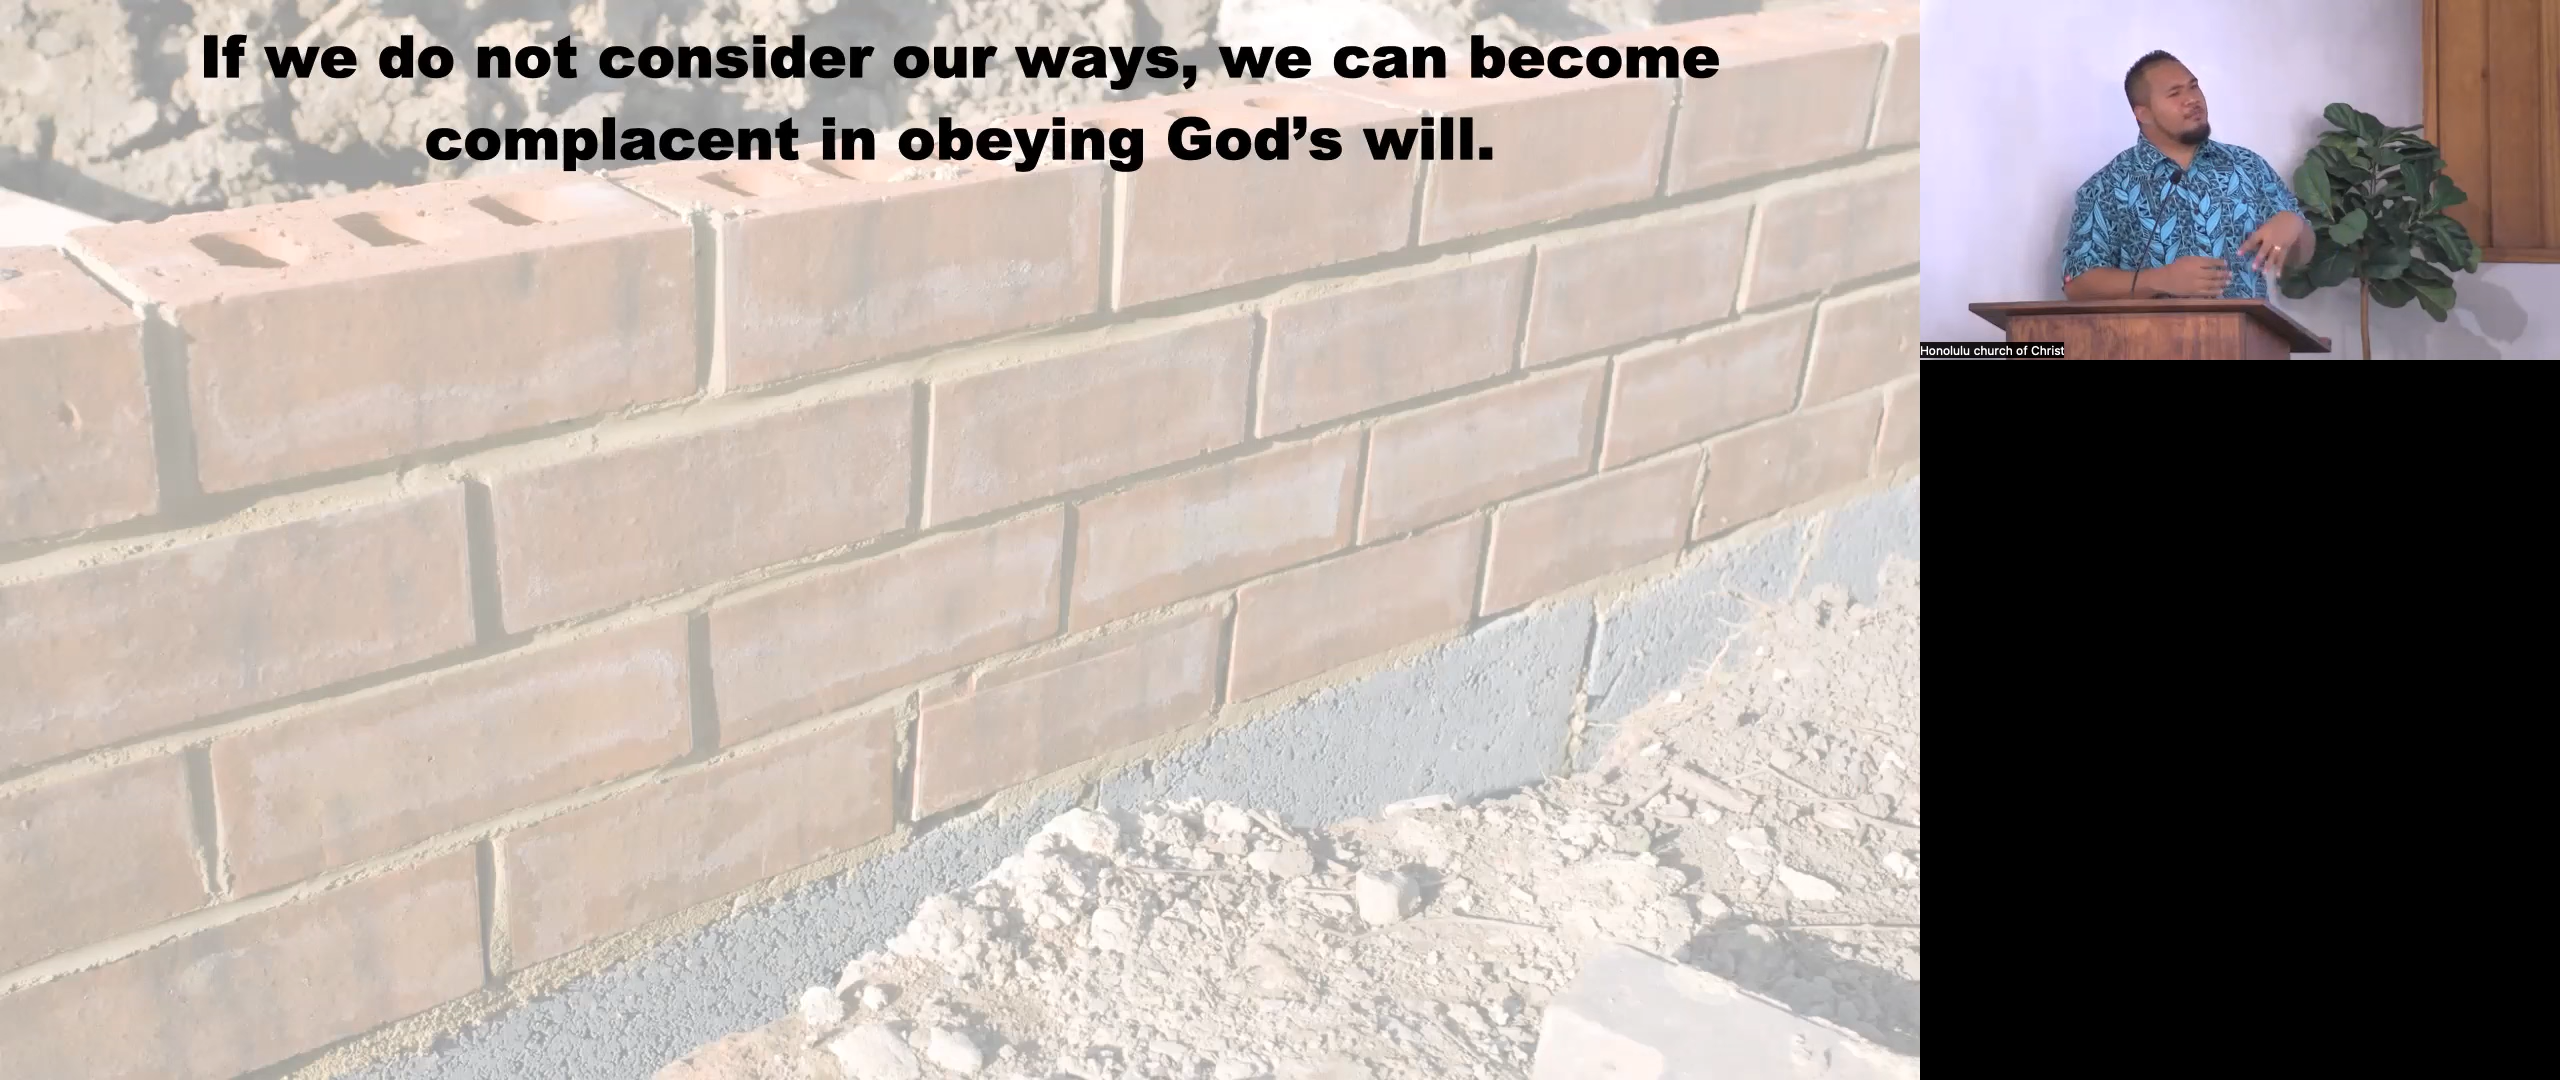 If we do not consider our ways, we can become
complacent in obeying God’s will.
Honolulu church of Christ